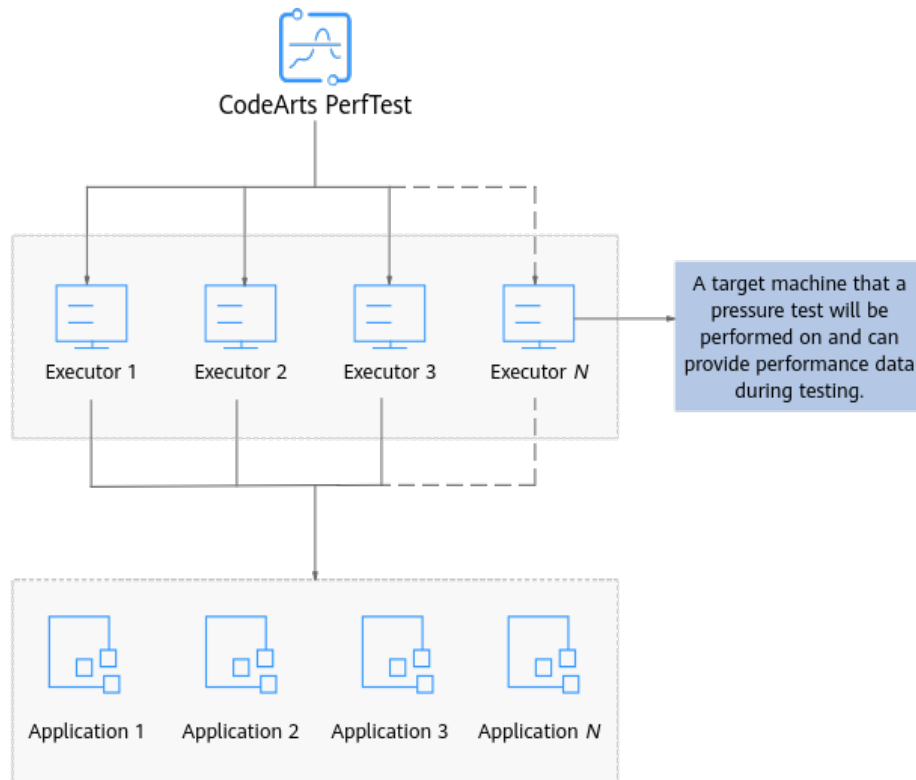 CodeArts PerfTest
Executor 1
Executor 2
Executor 3
Executor N
A target machine that a
pressure test will be
performed on and can
provide performance data
during testing.
Application 1
Application 2
Application 3
Application N